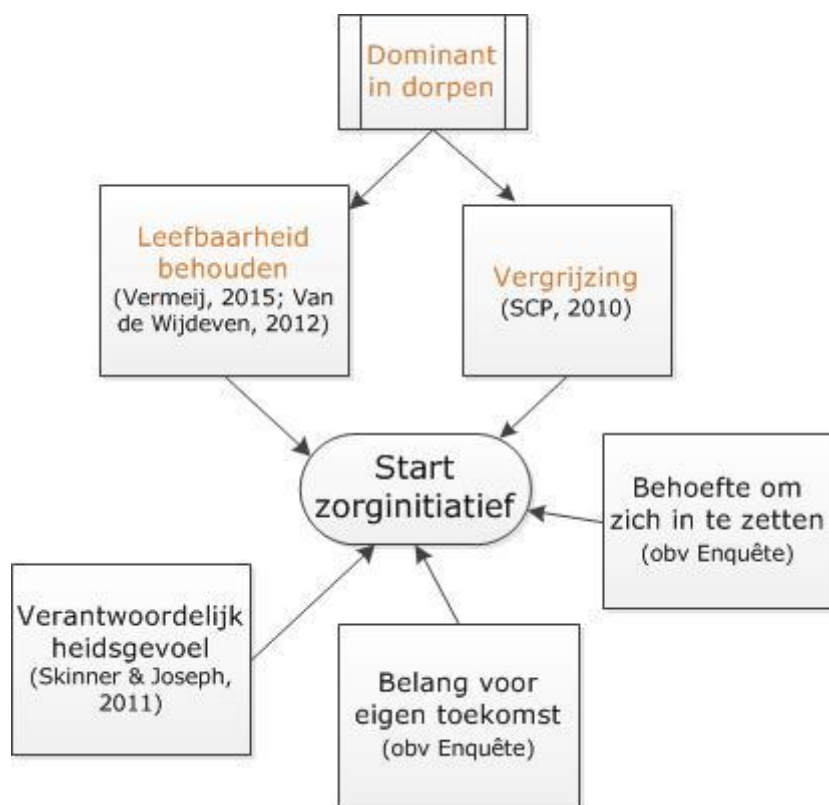 Dominant
in dorpen
Leefbaarheid
behouden
(Vermeij, 2015; Van
de Wijdeven, 2012)
Vergrijzing
(SCP, 2010)
Start
zorginitiatief
Behoefte om
zich in te zetten
(obv Enquête)
Verantwoordelijk
heidsgevoel
(Skinner & Joseph,
2011)
Belang voor
eigen toekomst
(obv Enquête)